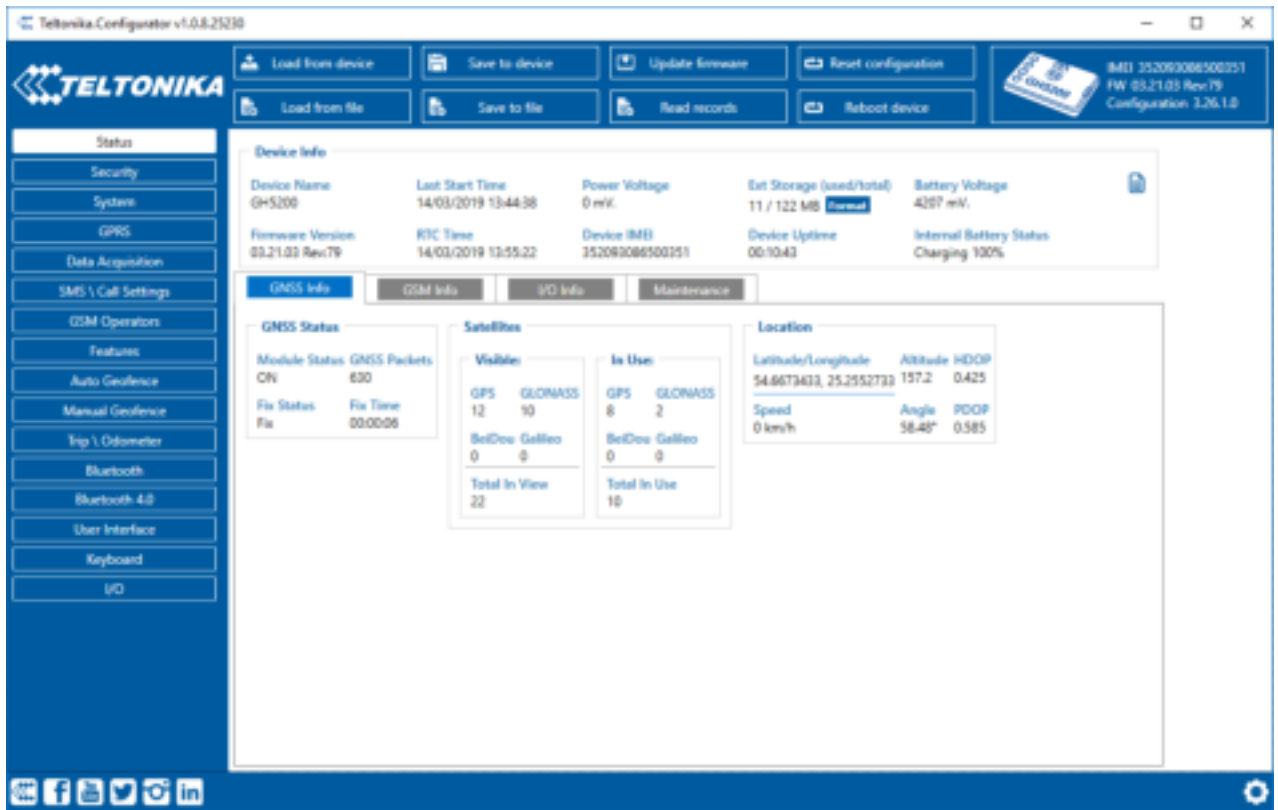 Teltonika.Configurator v1.0.8.25230
TELTONIKA
Load from device
Save to device
Update firmware
Reset configuration
Load from file
Save to file
Read records
Reboot device
GH5200
IMEI 352093086500351
FW 03.21.03 Rev:79
Configuration 3.26.1.0
Status
Security
System
GPRS
Data Acquisition
SMS \ Call Settings
GSM Operators
Features
Auto Geofence
Manual Geofence
Trip \ Odometer
Bluetooth
Bluetooth 4.0
User Interface
Keyboard
I/O
Device Info
Device Name Last Start Time Power Voltage Ext Storage (used/total) Battery Voltage
GH5200 14/03/2019 13:44:38 0 mV. 11 / 122 MB Format 4207 mV.
Firmware Version RTC Time Device IMEI Device Uptime Internal Battery Status
03.21.03 Rev:79 14/03/2019 13:55:22 352093086500351 00:10:43 Charging 100%
GNSS Info GSM Info I/O Info Maintenance
GNSS Status
Module Status GNSS Packets
ON 630
Fix Status Fix Time
Fix 00:00:06
Satellites
Visible:
GPS GLONASS
12 10
BeiDou Galileo
0 0
Total In View
22
In Use:
GPS GLONASS
8 2
BeiDou Galileo
0 0
Total In Use
10
Location
Latitude/Longitude Altitude HDOP
54.6673433, 25.2552733 157.2 0.425
Speed Angle PDOP
0 km/h 58.48° 0.585